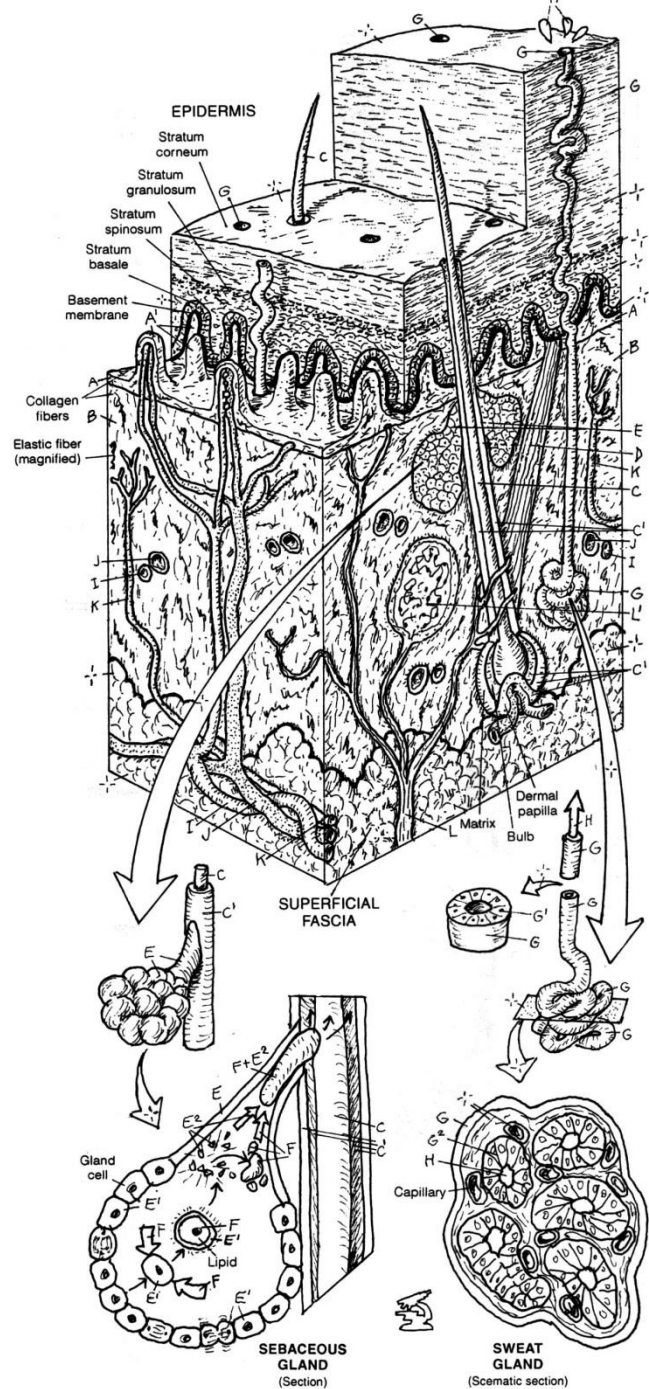 G
G
G
EPIDERMIS
Stratum
corneum
C
Stratum
granulosum
G
Stratum
spinosum
Stratum
basale
Basement
membrane
A'
A
B
A
Collagen
fibers
B
E
Elastic fiber
(magnified)
D
K
C
C'
J
J
I
I
G
K
L'
C'
Dermal
papilla
L
Matrix
Bulb
I
J
K
H
G
SUPERFICIAL
FASCIA
C
C'
G'
G
G
E
G
G
F+E²
E
E²
F
C
C'
G
G²
H
Gland
cell
E'
Capillary
F
E'
F
Lipid
E'
F
E'
SEBACEOUS
GLAND
(Section)
SWEAT
GLAND
(Scematic section)